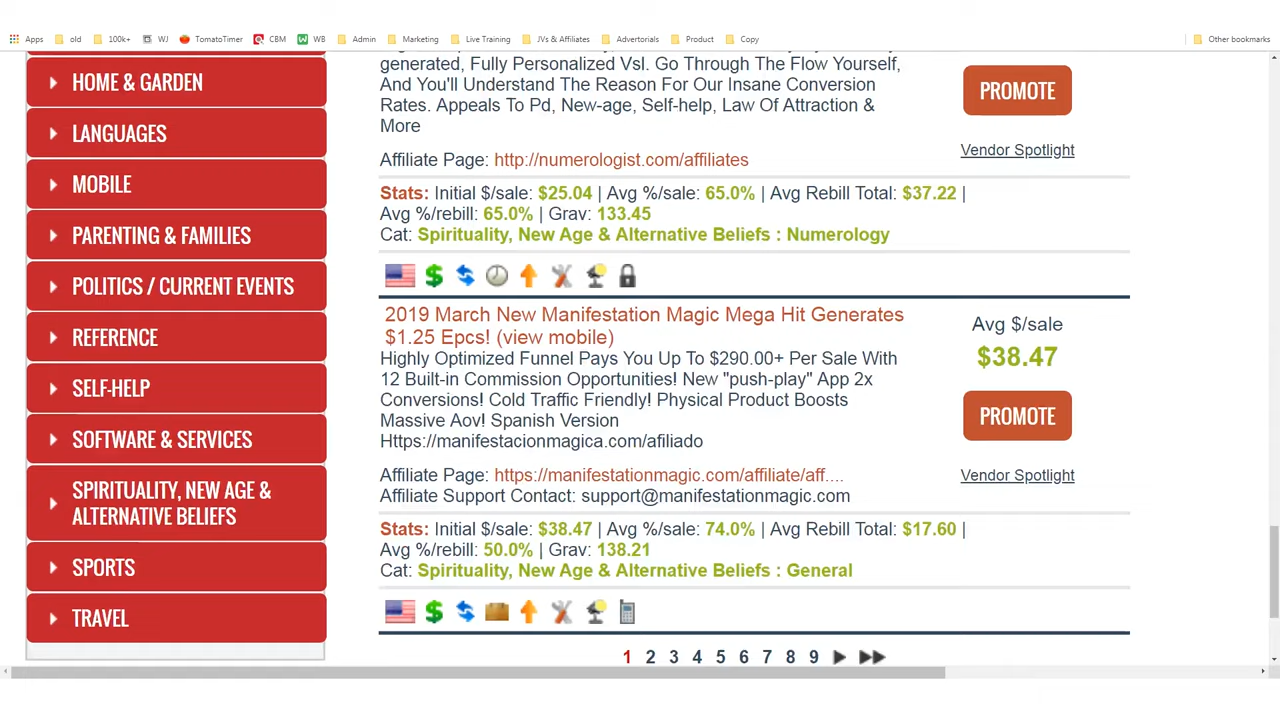 Apps old 100k+ WJ TomatoTimer CBM WB Admin Marketing Live Training JVs & Affiliates Advertorials Product Copy Other bookmarks
HOME & GARDEN
LANGUAGES
MOBILE
PARENTING & FAMILIES
POLITICS / CURRENT EVENTS
REFERENCE
SELF-HELP
SOFTWARE & SERVICES
SPIRITUALITY, NEW AGE &
ALTERNATIVE BELIEFS
SPORTS
TRAVEL
generated, Fully Personalized Vsl. Go Through The Flow Yourself,
And You'll Understand The Reason For Our Insane Conversion
Rates. Appeals To Pd, New-age, Self-help, Law Of Attraction &
More
Affiliate Page: http://numerologist.com/affiliates
PROMOTE
Vendor Spotlight
Stats: Initial $/sale: $25.04 | Avg %/sale: 65.0% | Avg Rebill Total: $37.22 |
Avg %/rebill: 65.0% | Grav: 133.45
Cat: Spirituality, New Age & Alternative Beliefs : Numerology
2019 March New Manifestation Magic Mega Hit Generates
$1.25 Epcs! (view mobile)
Highly Optimized Funnel Pays You Up To $290.00+ Per Sale With
12 Built-in Commission Opportunities! New "push-play" App 2x
Conversions! Cold Traffic Friendly! Physical Product Boosts
Massive Aov! Spanish Version
Https://manifestacionmagica.com/afiliado
Affiliate Page: https://manifestationmagic.com/affiliate/aff....
Affiliate Support Contact: support@manifestationmagic.com
Avg $/sale
$38.47
PROMOTE
Vendor Spotlight
Stats: Initial $/sale: $38.47 | Avg %/sale: 74.0% | Avg Rebill Total: $17.60 |
Avg %/rebill: 50.0% | Grav: 138.21
Cat: Spirituality, New Age & Alternative Beliefs : General
1 2 3 4 5 6 7 8 9